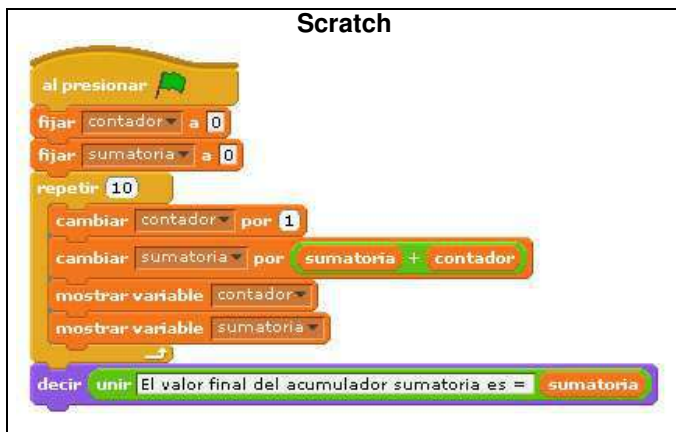 Scratch
al presionar
fijar contador a 0
fijar sumatoria a 0
repetir 10
cambiar contador por 1
cambiar sumatoria por sumatoria + contador
mostrar variable contador
mostrar variable sumatoria
decir unir El valor final del acumulador sumatoria es = sumatoria